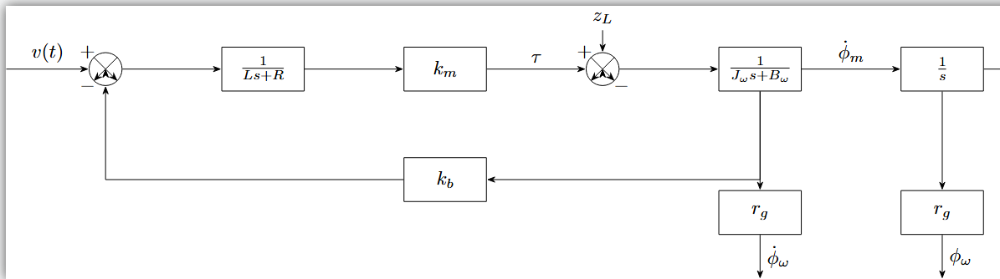 z_L
v(t) + − 1/(Ls+R) k_m τ + − 1/(J_ω s+B_ω) ϕ̇_m 1/s
k_b
r_g r_g
ϕ̇_ω ϕ_ω